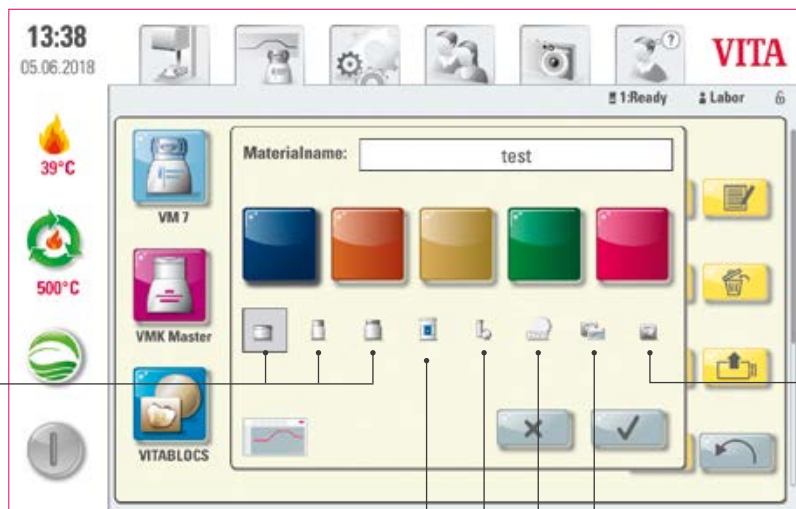 13:38
05.06.2018
VITA
1:Ready
Labor
39°C
500°C
VM 7
VMK Master
VITABLOCS
Materialname:
test
?